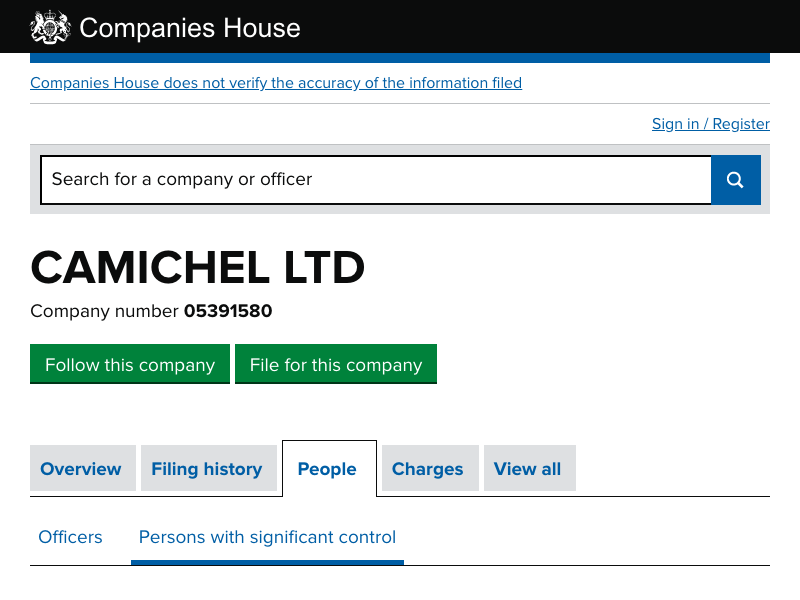 Companies House
Companies House does not verify the accuracy of the information filed
Sign in / Register
Search for a company or officer
CAMICHEL LTD
Company number 05391580
Follow this company File for this company
Overview Filing history People Charges View all
Officers Persons with significant control